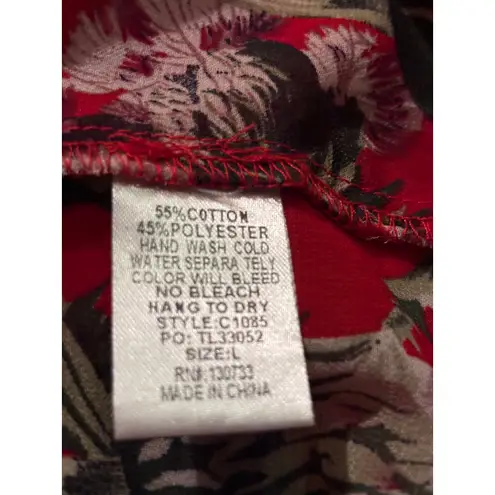 55%COTTON
45%POLYESTER
HAND WASH COLD
WATER SEPARA TELY
COLOR WILL BLEED
NO BLEACH
HANG TO DRY
STYLE:C1085
PO: TL33052
SIZE:L
RN#:130733
MADE IN CHINA